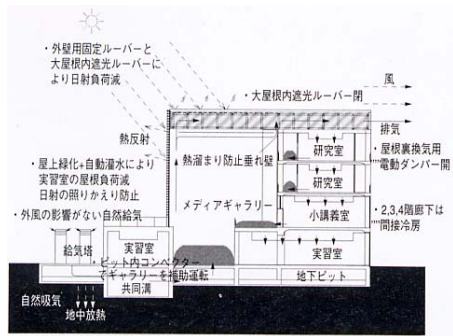 ・外壁用固定ルーバーと
大屋根内遮光ルーバーに
より日射負荷減
・大屋根内遮光ルーバー閉
風
熱反射
排気
熱溜まり防止垂れ壁
研究室
・屋根裏換気用
電動ダンパー開
・屋上緑化+自動灌水により
実習室の屋根負荷減
日射の照りかえり防止
研究室
メディアギャラリー
小講義室
・2,3,4階廊下は
間接冷房
・外風の影響がない自然給気
給気塔
実習室
実習室
ピット内コンベクター
でギャラリーを補助運転
共同溝
地下ピット
自然吸気
地中放熱